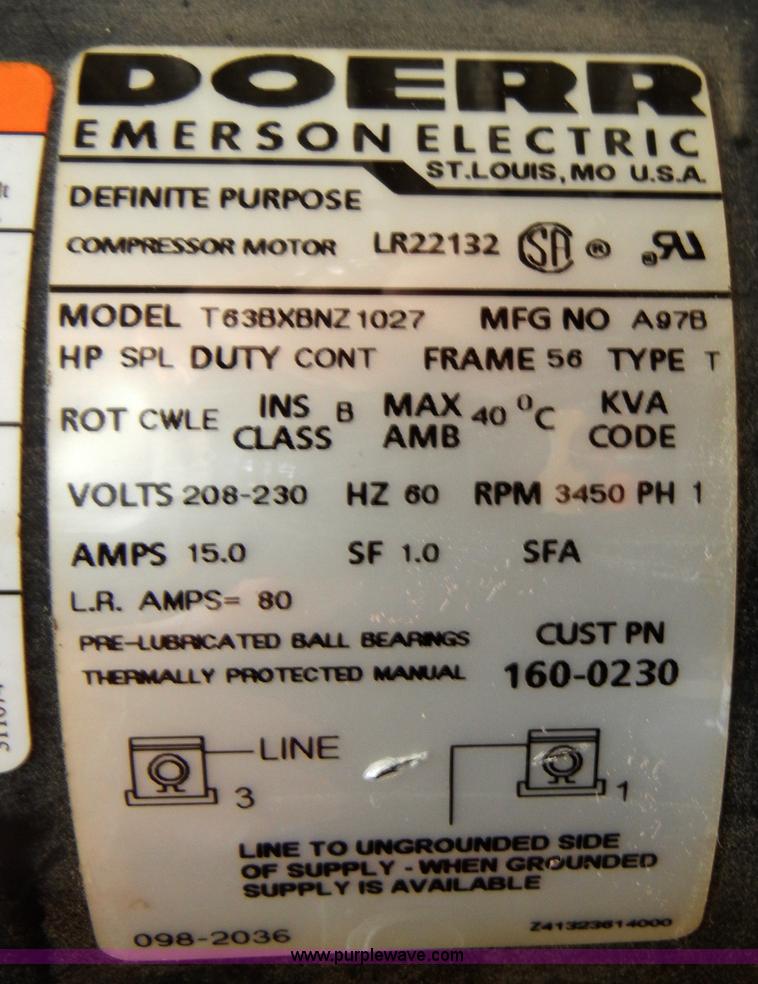 DOERR
EMERSON ELECTRIC
ST.LOUIS, MO U.S.A.
DEFINITE PURPOSE
COMPRESSOR MOTOR LR22132 SA ® RU ®
MODEL T63BXBNZ1027 MFG NO A97B
HP SPL DUTY CONT FRAME 56 TYPE T
ROT CWLE INS CLASS B MAX AMB 40 °C KVA CODE
VOLTS 208-230 HZ 60 RPM 3450 PH 1
AMPS 15.0 SF 1.0 SFA
L.R. AMPS= 80
PRE-LUBRICATED BALL BEARINGS CUST PN
THERMALLY PROTECTED MANUAL 160-0230
LINE
3 1
LINE TO UNGROUNDED SIDE
OF SUPPLY - WHEN GROUNDED
SUPPLY IS AVAILABLE
098-2036 Z41323614000
www.purplewave.com